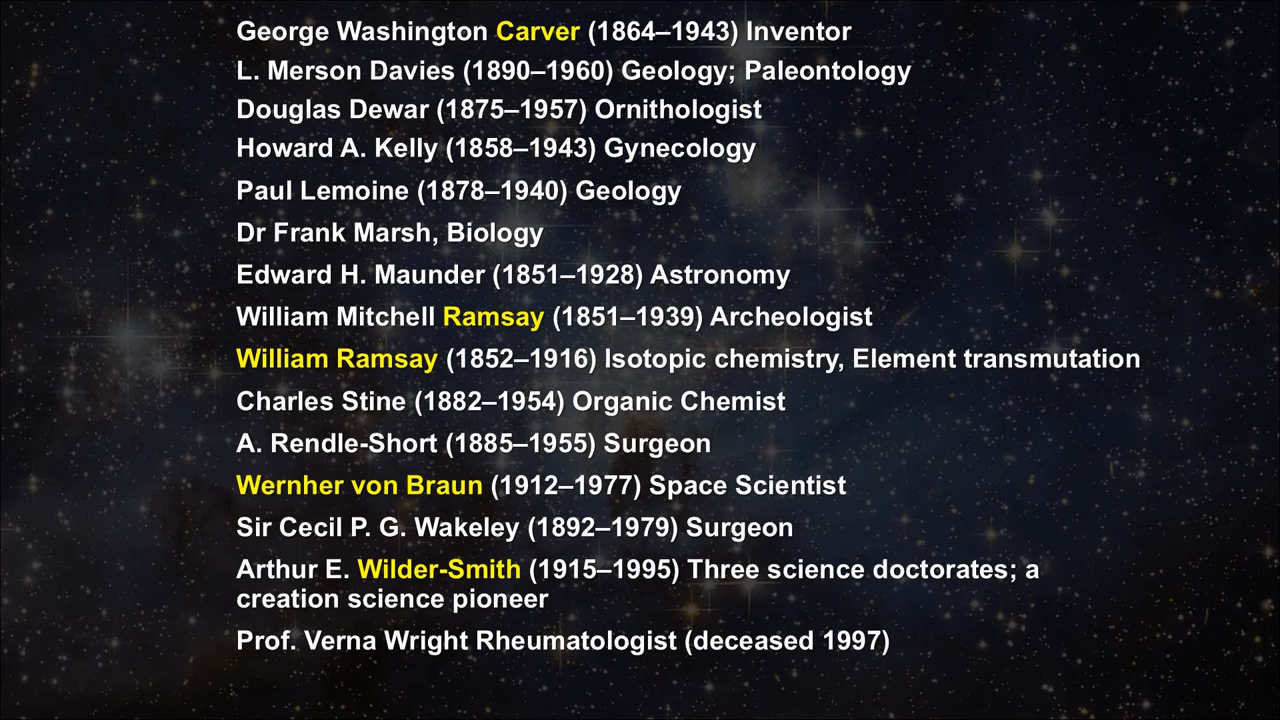 George Washington Carver (1864–1943) Inventor
L. Merson Davies (1890–1960) Geology; Paleontology
Douglas Dewar (1875–1957) Ornithologist
Howard A. Kelly (1858–1943) Gynecology
Paul Lemoine (1878–1940) Geology
Dr Frank Marsh, Biology
Edward H. Maunder (1851–1928) Astronomy
William Mitchell Ramsay (1851–1939) Archeologist
William Ramsay (1852–1916) Isotopic chemistry, Element transmutation
Charles Stine (1882–1954) Organic Chemist
A. Rendle-Short (1885–1955) Surgeon
Wernher von Braun (1912–1977) Space Scientist
Sir Cecil P. G. Wakeley (1892–1979) Surgeon
Arthur E. Wilder-Smith (1915–1995) Three science doctorates; a
creation science pioneer
Prof. Verna Wright Rheumatologist (deceased 1997)